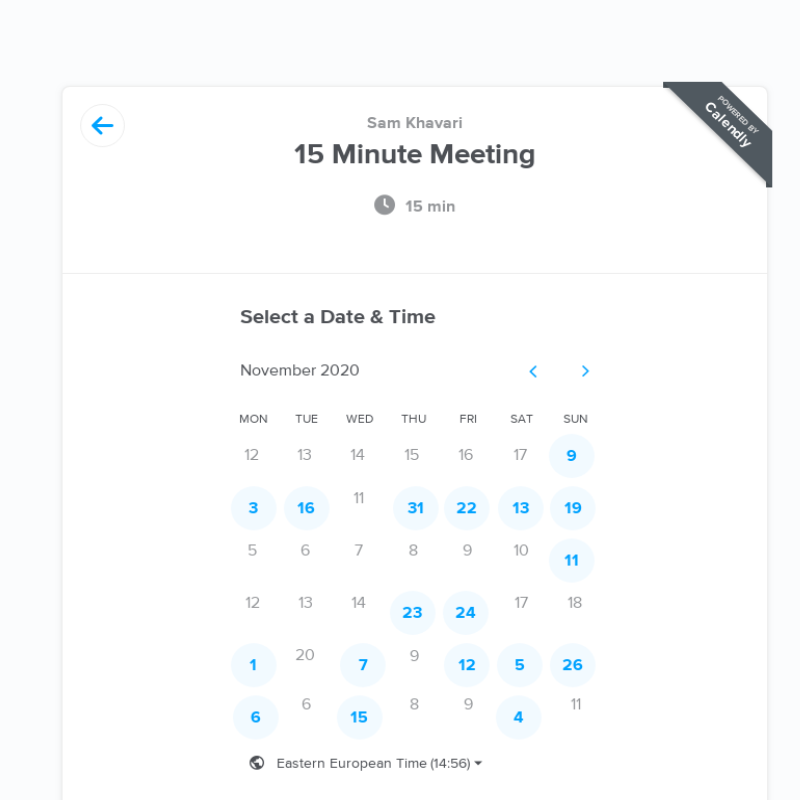 POWERED BY
Calendly
Sam Khavari
15 Minute Meeting
15 min
Select a Date & Time
November 2020
MON TUE WED THU FRI SAT SUN
12 13 14 15 16 17 9
3 16 11 31 22 13 19
5 6 7 8 9 10 11
12 13 14 23 24 17 18
1 20 7 9 12 5 26
6 6 15 8 9 4 11
Eastern European Time (14:56)